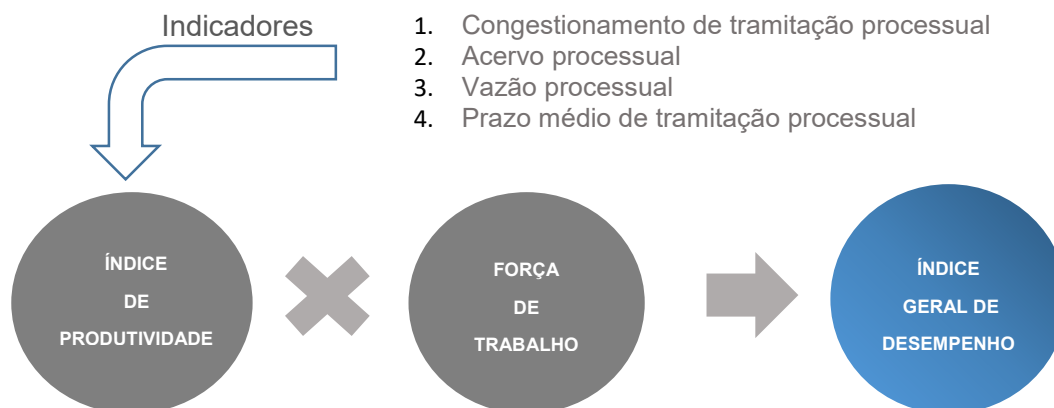 Indicadores
1. Congestionamento de tramitação processual
2. Acervo processual
3. Vazão processual
4. Prazo médio de tramitação processual
ÍNDICE
DE
PRODUTIVIDADE
FORÇA
DE
TRABALHO
ÍNDICE
GERAL DE
DESEMPENHO